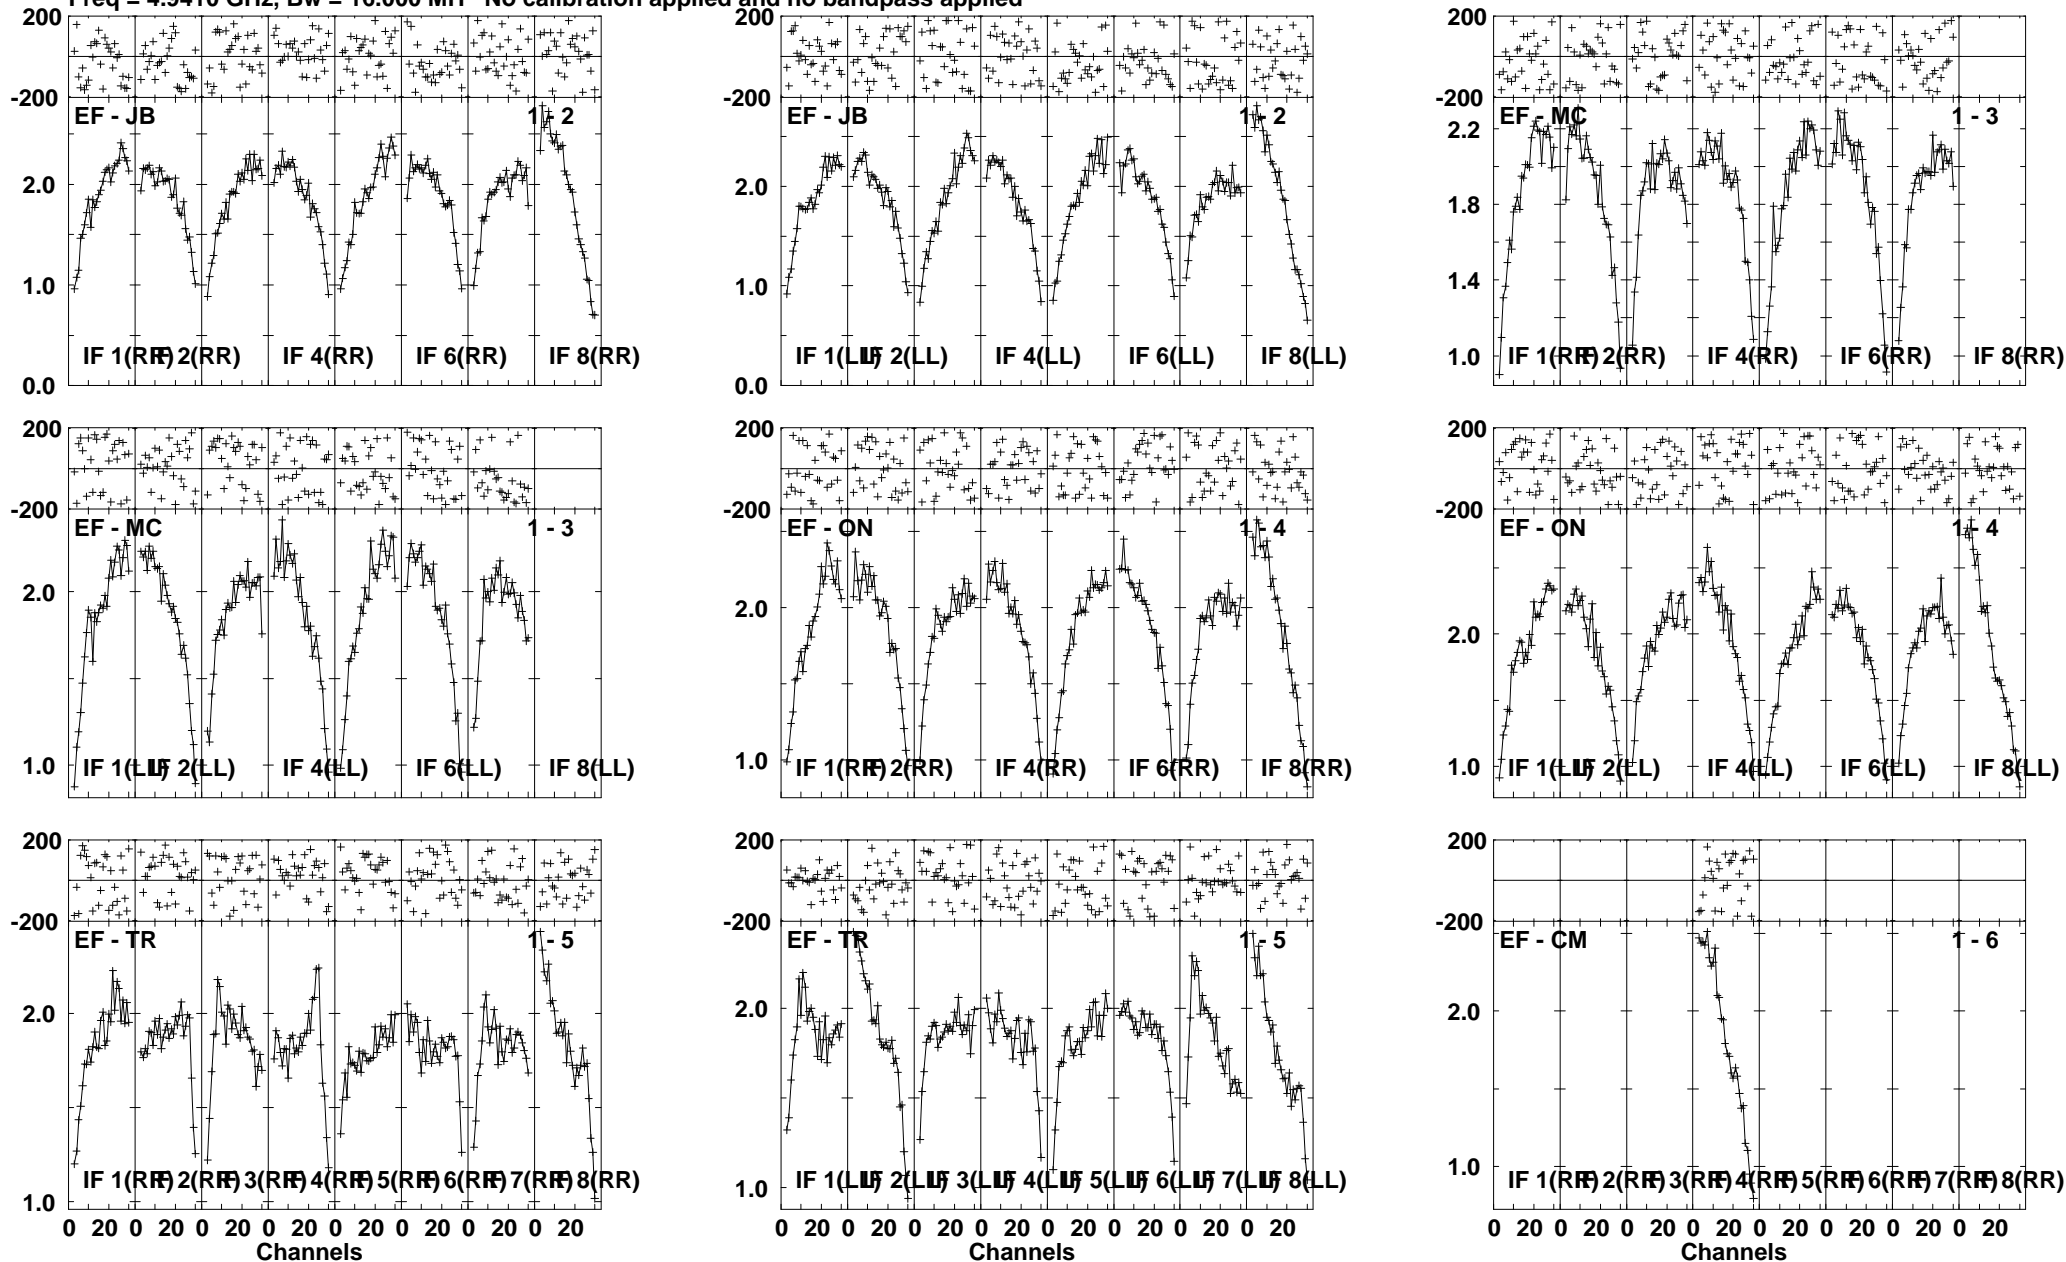 Freq = 4.9410 GHz, Bw = 16.000 MH No calibration applied and no bandpass applied
200 200 200
-200 -200 -200
EF - JB 1 - 2 EF - JB 1 - 2 EF - MC 1 - 3
2.2
2.0 2.0 2.0
1.8
1.4
1.0 1.0 1.0
IF 1(RR) IF 2(RR) IF 4(RR) IF 6(RR) IF 8(RR) IF 1(LL) IF 2(LL) IF 4(LL) IF 6(LL) IF 8(LL) IF 1(RR) IF 2(RR) IF 4(RR) IF 6(RR) IF 8(RR)
0.0 0.0
200 200 200
-200 -200 -200
EF - MC 1 - 3 EF - ON 1 - 4 EF - ON 1 - 4
2.0 2.0 2.0
1.0 IF 1(LL) IF 2(LL) IF 4(LL) IF 6(LL) IF 8(LL) 1.0 IF 1(RR) IF 2(RR) IF 4(RR) IF 6(RR) IF 8(RR) 1.0 IF 1(LL) IF 2(LL) IF 4(LL) IF 6(LL) IF 8(LL)
200 200 200
-200 -200 -200
EF - TR 1 - 5 EF - TR 1 - 5 EF - CM 1 - 6
2.0 2.0 2.0
IF 1(RR) IF 2(RR) IF 3(RR) IF 4(RR) IF 5(RR) IF 6(RR) IF 7(RR) IF 8(RR) IF 1(LL) IF 2(LL) IF 3(LL) IF 4(LL) IF 5(LL) IF 6(LL) IF 7(LL) IF 8(LL) IF 1(RR) IF 2(RR) IF 3(RR) IF 4(RR) IF 5(RR) IF 6(RR) IF 7(RR) IF 8(RR)
1.0 1.0 1.0
0 20 0 20 0 20 0 20 0 20 0 20 0 20 0 20 0 20 0 20 0 20 0 20 0 20 0 20 0 20 0 20 0 20 0 20 0 20 0 20 0 20 0 20 0 20 0 20
Channels Channels Channels